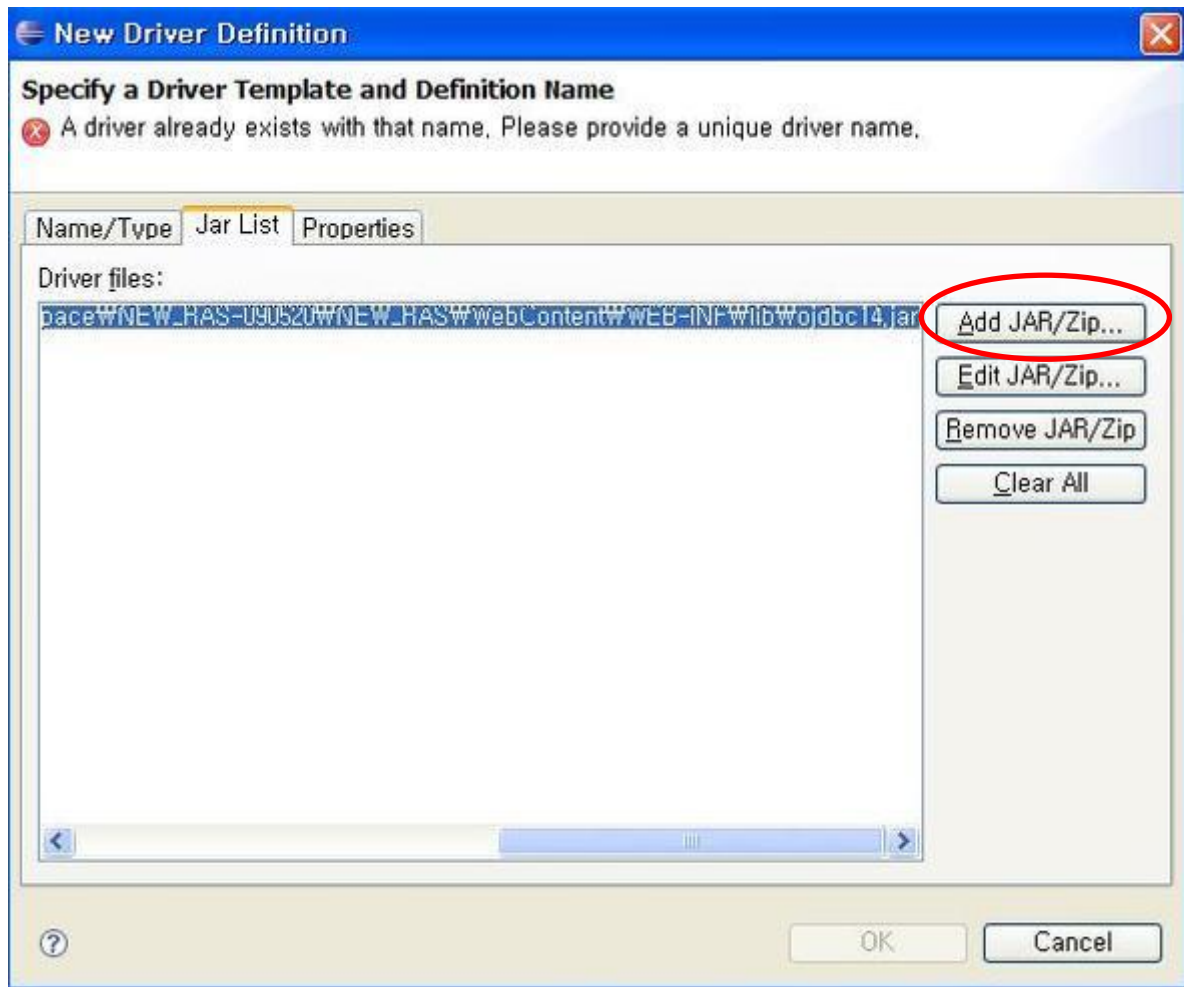 New Driver Definition
Specify a Driver Template and Definition Name
A driver already exists with that name. Please provide a unique driver name.
Name/Type Jar List Properties
Driver files:
pace₩NEW_RAS-090520₩NEW_RAS₩WebContent₩WEB-INF₩lib₩ojdbc14.jar
Add JAR/Zip...
Edit JAR/Zip...
Remove JAR/Zip
Clear All
?
OK Cancel